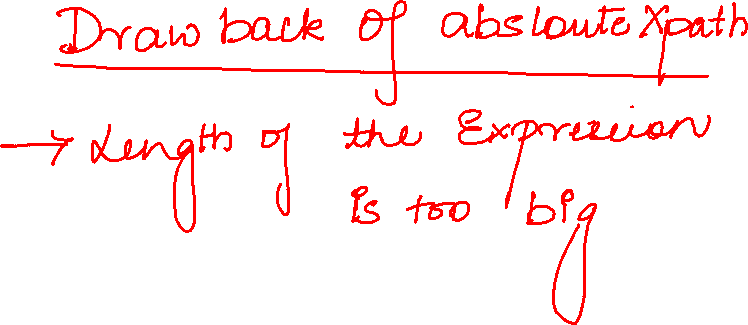 Draw back of absloute Xpath
→ Length of the Expression
is too big